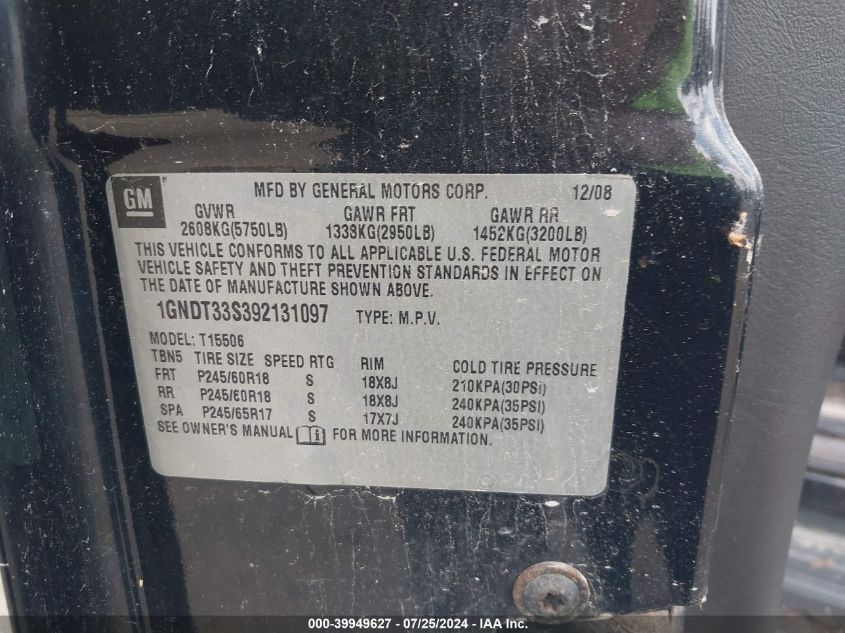 GM
MFD BY GENERAL MOTORS CORP. 12/08
GVWR GAWR FRT GAWR RR
2608KG(5750LB) 1338KG(2950LB) 1452KG(3200LB)
THIS VEHICLE CONFORMS TO ALL APPLICABLE U.S. FEDERAL MOTOR
VEHICLE SAFETY AND THEFT PREVENTION STANDARDS IN EFFECT ON
THE DATE OF MANUFACTURE SHOWN ABOVE.
1GNDT33S392131097 TYPE: M.P.V.
MODEL: T15506
TBN5 TIRE SIZE SPEED RTG RIM COLD TIRE PRESSURE
FRT P245/60R18 S 18X8J 210KPA(30PSI)
RR P245/60R18 S 18X8J 240KPA(35PSI)
SPA P245/65R17 S 17X7J 240KPA(35PSI)
SEE OWNER'S MANUAL FOR MORE INFORMATION.
000-39949627 - 07/25/2024 - IAA Inc.